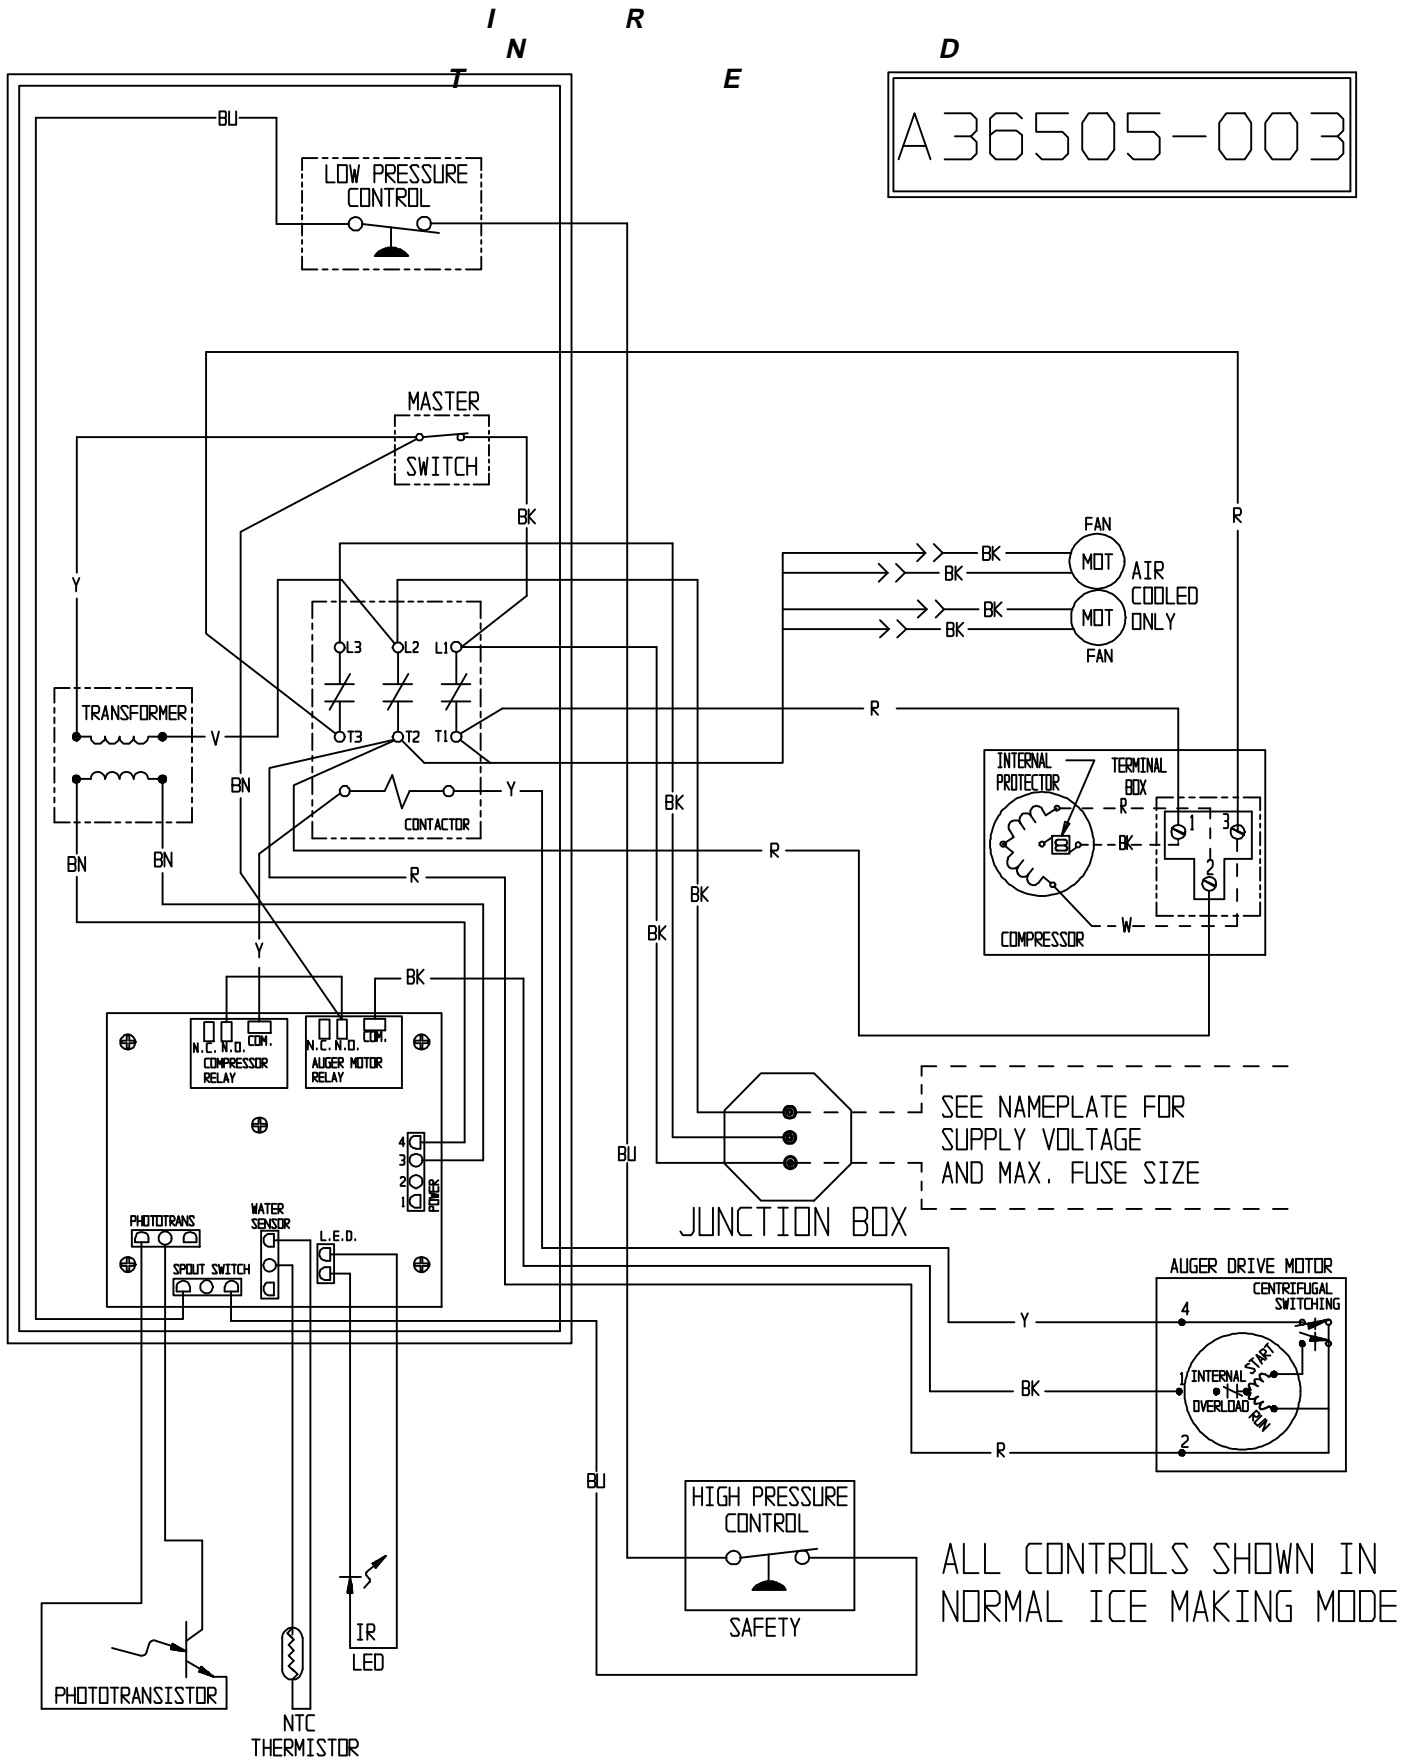 I R
N D
T E
A36505-003
BU
LOW PRESSURE
CONTROL
MASTER
SWITCH
BK
R
Y
FAN
MOT
BK
BK
AIR
COOLED
ONLY
BK
MOT
BK
FAN
L3 L2 L1
TRANSFORMER
V
T3 T2 T1
R
BN
Y
CONTACTOR
BK
INTERNAL
PROTECTOR
TERMINAL
BOX
R
1 3
BK
2
W
COMPRESSOR
BN
BN
R
R
BK
BK
Y
BK
N.C. N.O. COM.
COMPRESSOR
RELAY
N.C. N.O. COM.
AUGER MOTOR
RELAY
4
3
2
1
POWER
SEE NAMEPLATE FOR
SUPPLY VOLTAGE
AND MAX. FUSE SIZE
BU
JUNCTION BOX
PHOTOTRANS
WATER
SENSOR
L.E.D.
SPOUT SWITCH
AUGER DRIVE MOTOR
CENTRIFUGAL
SWITCHING
Y
4
START
1
INTERNAL
OVERLOAD
RUN
BK
2
R
BU
HIGH PRESSURE
CONTROL
SAFETY
ALL CONTROLS SHOWN IN
NORMAL ICE MAKING MODE
IR
LED
PHOTOTRANSISTOR
NTC
THERMISTOR